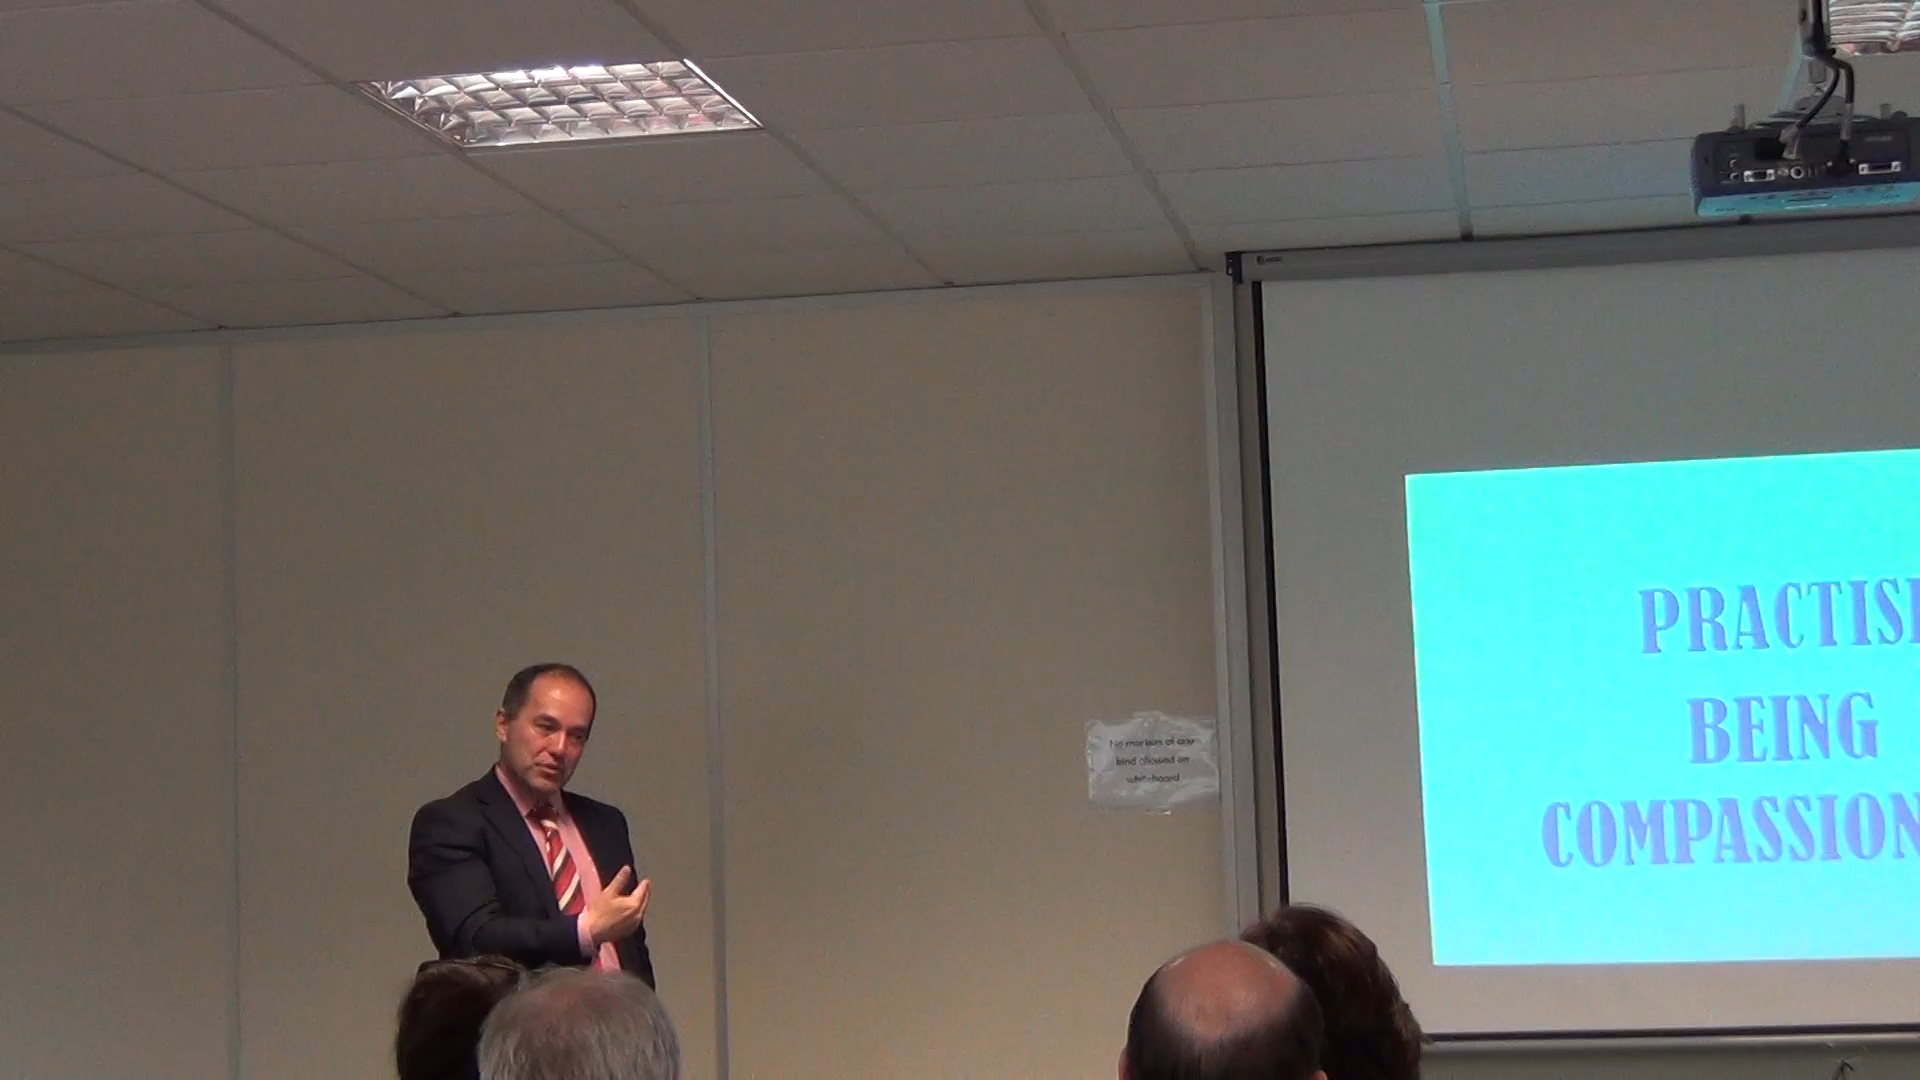 No markers of any
kind allowed on
whiteboard
PRACTIS
BEING
COMPASSION